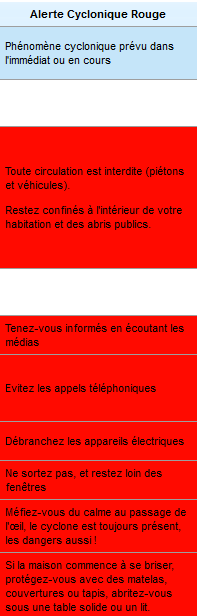 Alerte Cyclonique Rouge
Phénomène cyclonique prévu dans
l'immédiat ou en cours
Toute circulation est interdite (piétons
et véhicules).
Restez confinés à l'intérieur de votre
habitation et des abris publics.
Tenez-vous informés en écoutant les
médias
Evitez les appels téléphoniques
Débranchez les appareils électriques
Ne sortez pas, et restez loin des
fenêtres
Méfiez-vous du calme au passage de
l'œil, le cyclone est toujours présent,
les dangers aussi !
Si la maison commence à se briser,
protégez-vous avec des matelas,
couvertures ou tapis, abritez-vous
sous une table solide ou un lit.